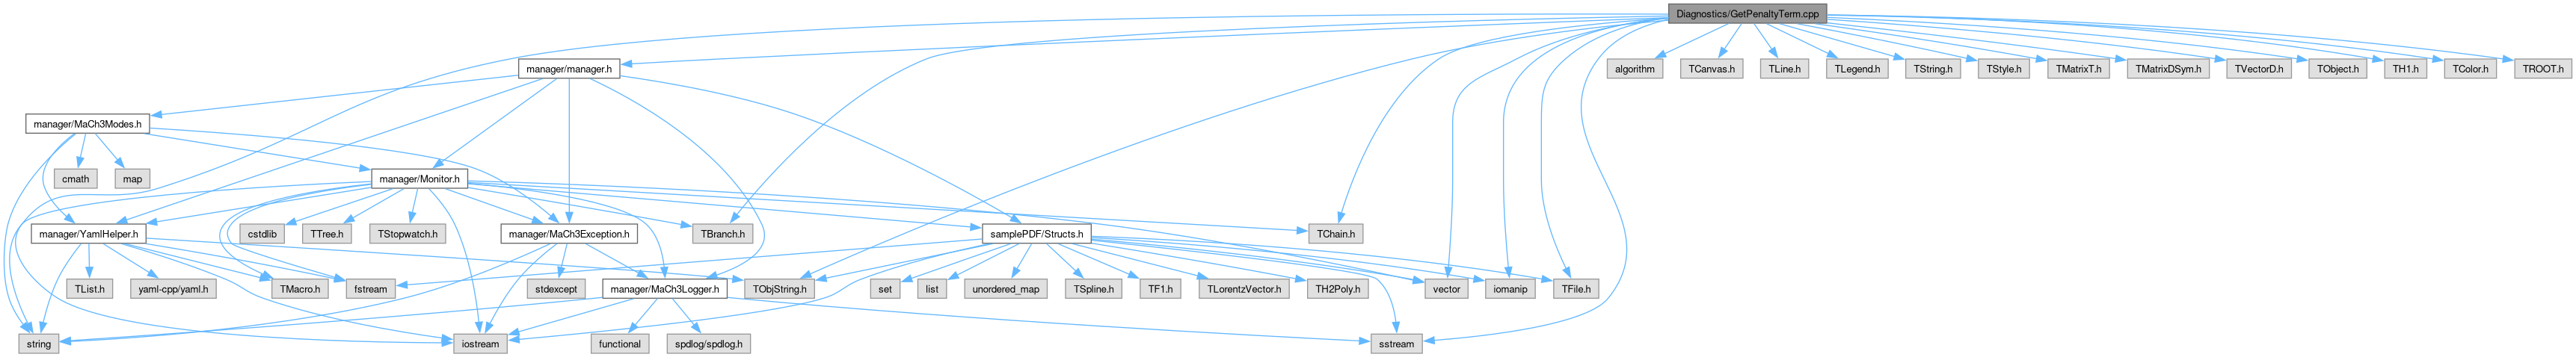 Diagnostics/GetPenaltyTerm.cpp
manager/manager.h
algorithm
TCanvas.h
TLine.h
TLegend.h
TString.h
TStyle.h
TMatrixT.h
TMatrixDSym.h
TVectorD.h
TObject.h
TH1.h
TColor.h
TROOT.h
manager/MaCh3Modes.h
cmath
map
manager/Monitor.h
manager/YamlHelper.h
cstdlib
TTree.h
TStopwatch.h
manager/MaCh3Exception.h
TBranch.h
samplePDF/Structs.h
TChain.h
TList.h
yaml-cpp/yaml.h
TMacro.h
fstream
stdexcept
manager/MaCh3Logger.h
TObjString.h
set
list
unordered_map
TSpline.h
TF1.h
TLorentzVector.h
TH2Poly.h
vector
iomanip
TFile.h
string
iostream
functional
spdlog/spdlog.h
sstream